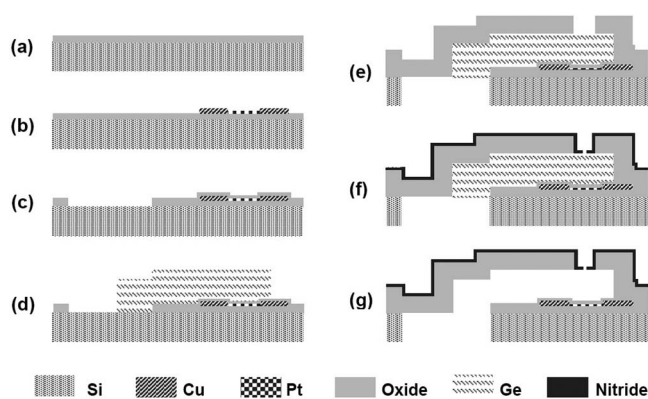 (a)
(b)
(c)
(d)
(e)
(f)
(g)
Si Cu Pt Oxide Ge Nitride